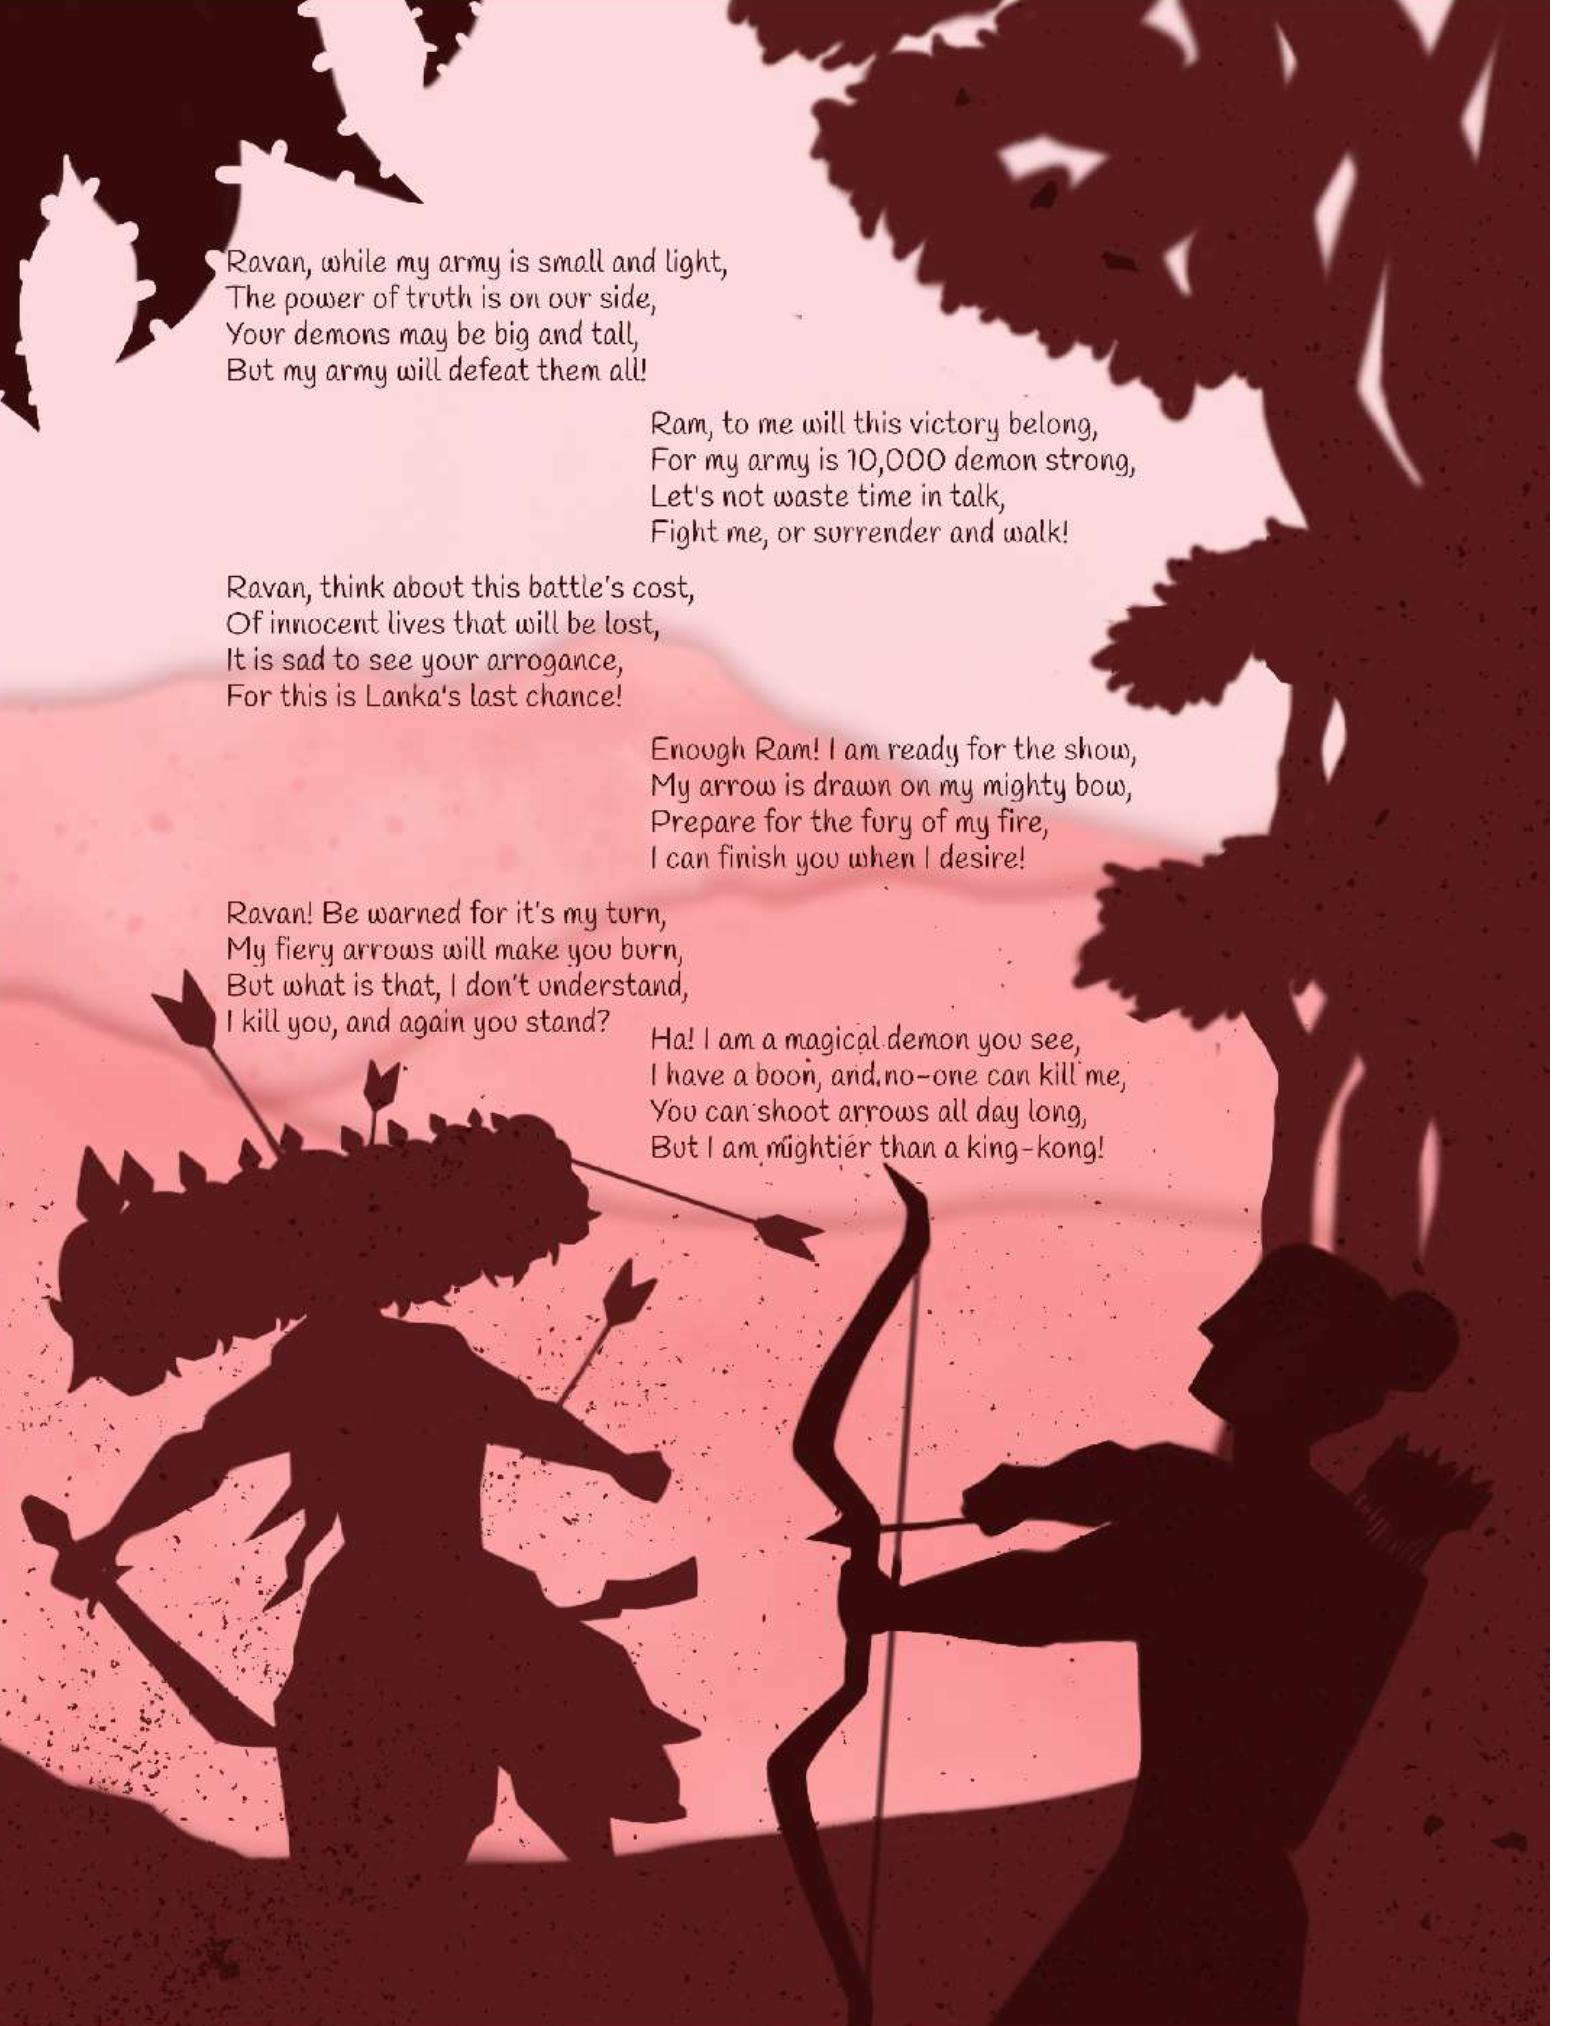 Ravan, while my army is small and light,
The power of truth is on our side,
Your demons may be big and tall,
But my army will defeat them all!
Ram, to me will this victory belong,
For my army is 10,000 demon strong,
Let's not waste time in talk,
Fight me, or surrender and walk!
Ravan, think about this battle's cost,
Of innocent lives that will be lost,
It is sad to see your arrogance,
For this is Lanka's last chance!
Enough Ram! I am ready for the show,
My arrow is drawn on my mighty bow,
Prepare for the fury of my fire,
I can finish you when I desire!
Ravan! Be warned for it's my turn,
My fiery arrows will make you burn,
But what is that, I don't understand,
I kill you, and again you stand?
Ha! I am a magical demon you see,
I have a boon, and no-one can kill me,
You can shoot arrows all day long,
But I am mightier than a king-kong!